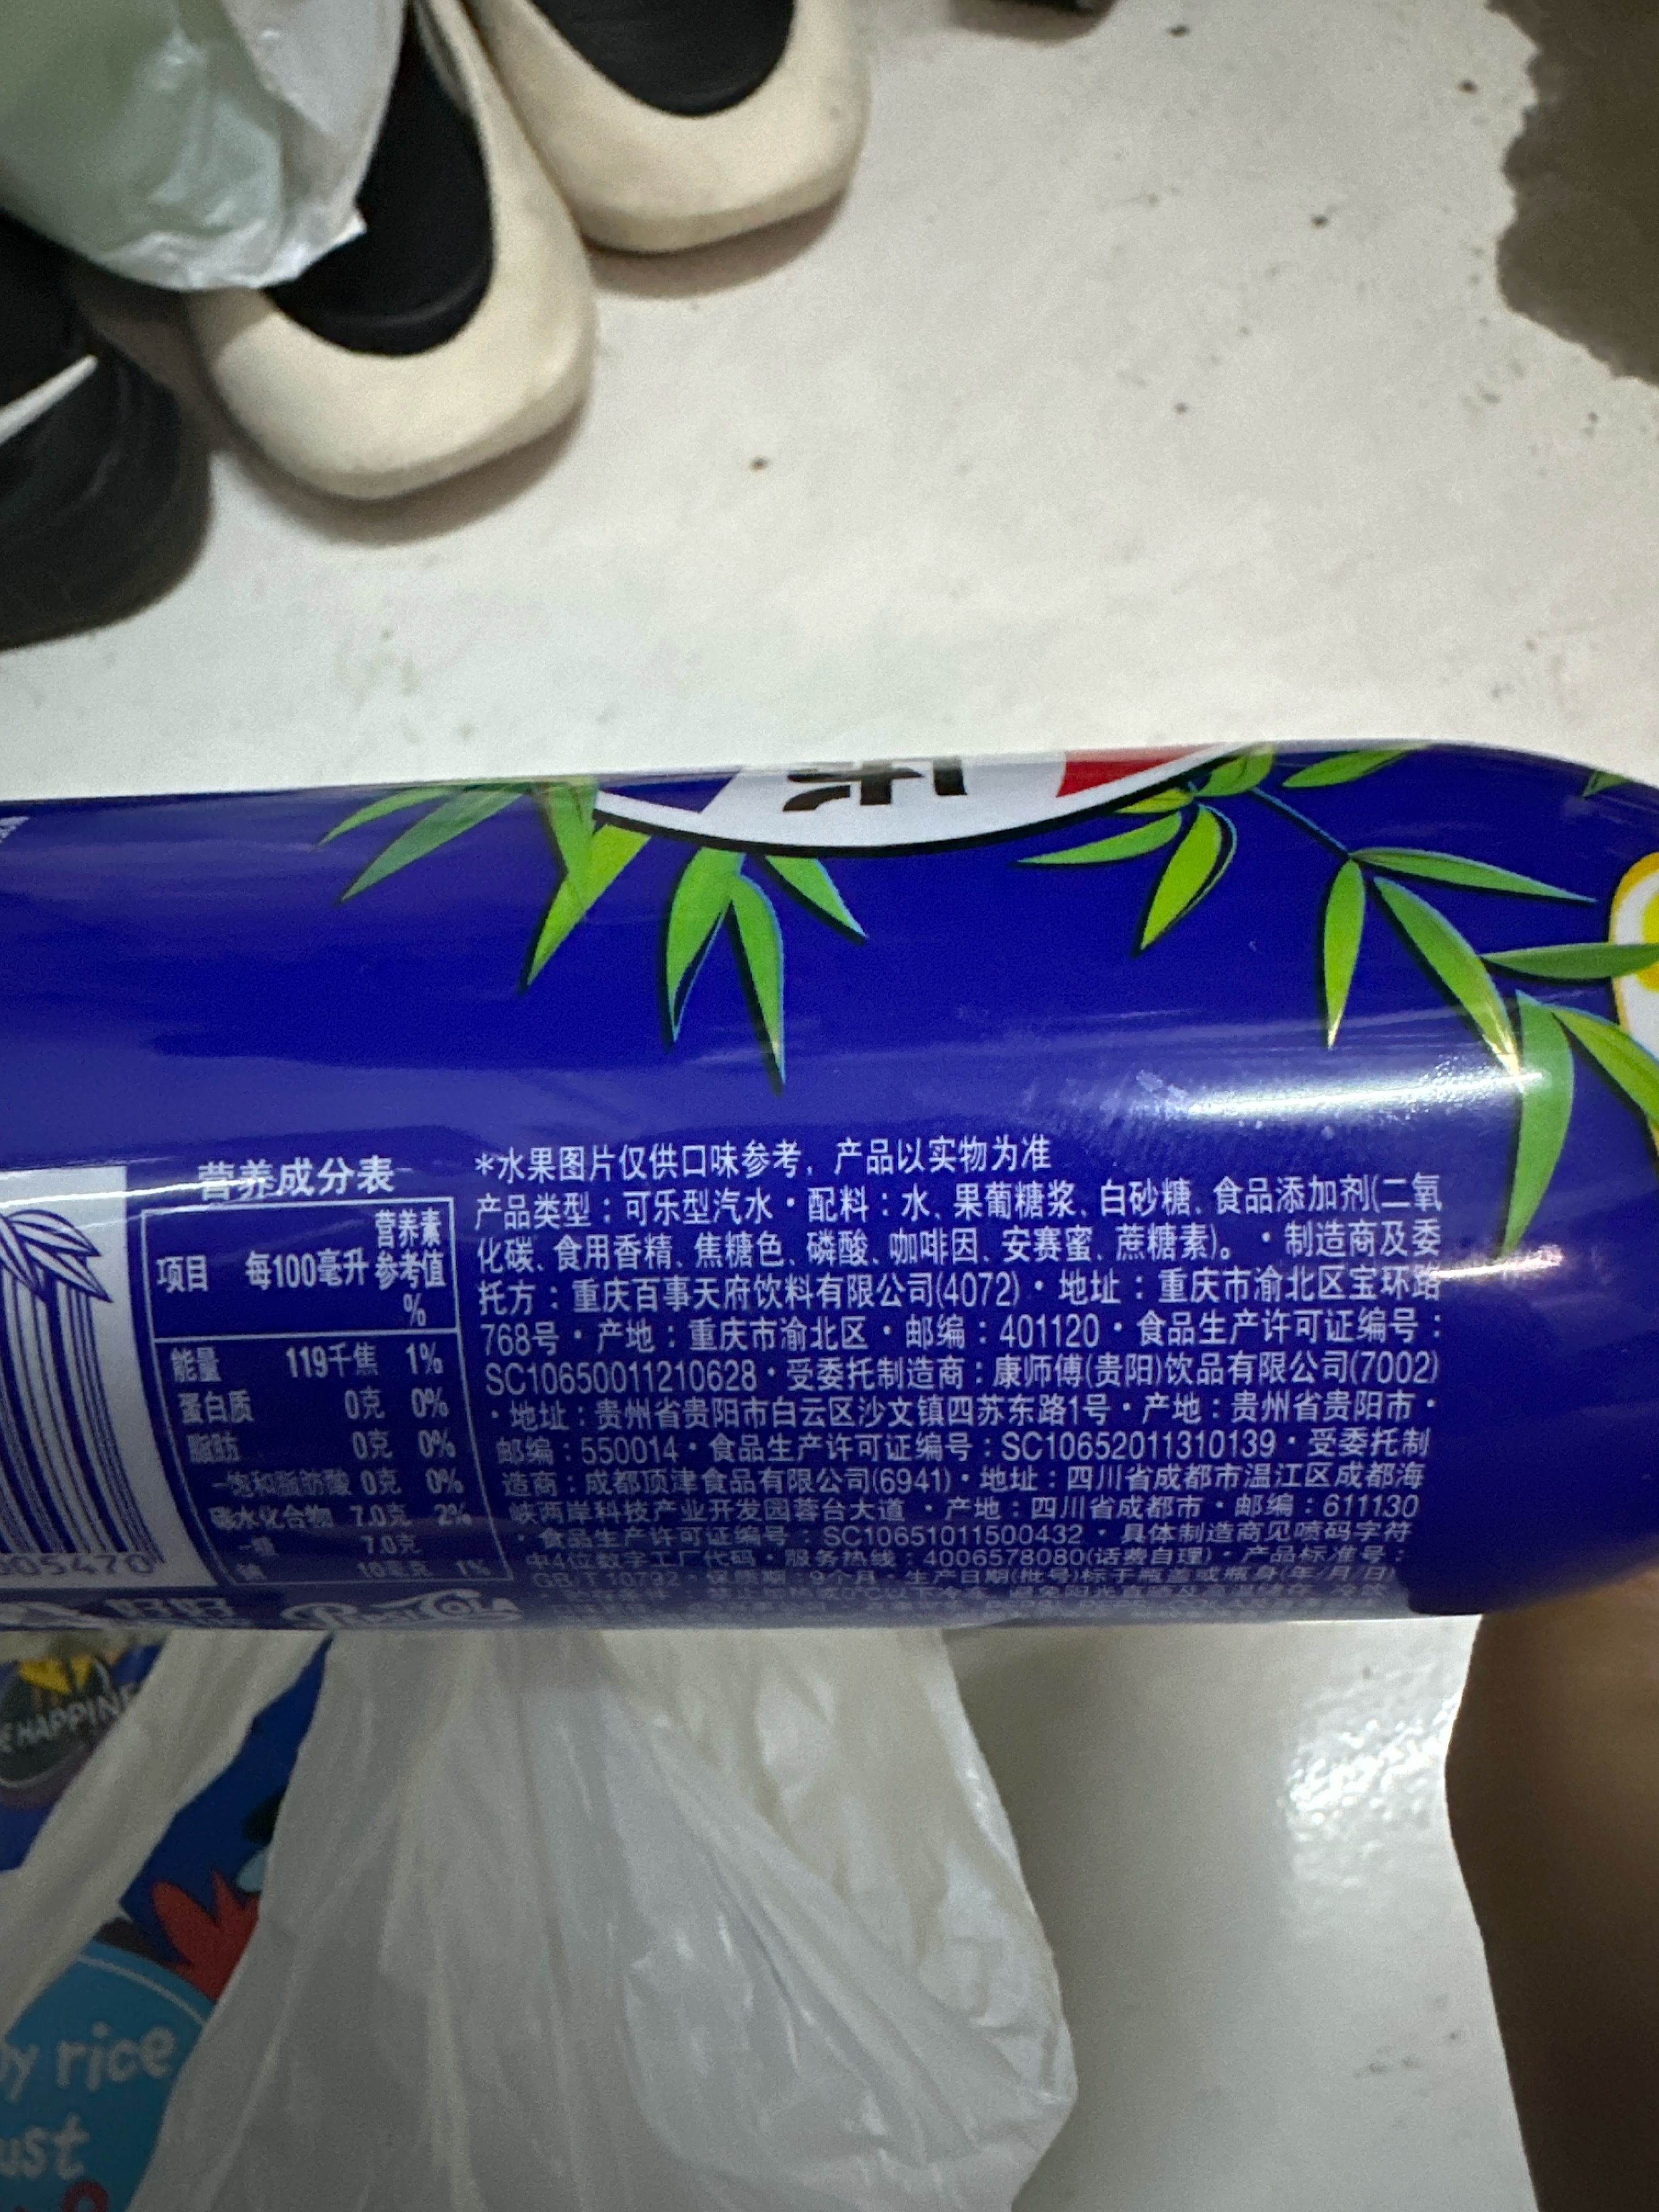 *水果图片仅供口味参考，产品以实物为准
产品类型：可乐型汽水・配料：水、果葡糖浆、白砂糖、食品添加剂(二氧
化碳、食用香精、焦糖色、磷酸、咖啡因、安赛蜜、蔗糖素)。・制造商及委
托方：重庆百事天府饮料有限公司(4072)・地址：重庆市渝北区宝环路
768号・产地：重庆市渝北区・邮编：401120・食品生产许可证编号：
SC10650011210628・受委托制造商：康师傅(贵阳)饮品有限公司(7002)
・地址：贵州省贵阳市白云区沙文镇四苏东路1号・产地：贵州省贵阳市・
邮编：550014・食品生产许可证编号：SC10652011310139・受委托制
造商：成都顶津食品有限公司(6941)・地址：四川省成都市温江区成都海
峡两岸科技产业开发园蓉台大道・产地：四川省成都市・邮编：611130
・食品生产许可证编号：SC10651011500432・具体制造商见喷码字符
中4位数字工厂代码・服务热线：4006578080(话费自理)・产品标准号：
GB/T 10792・保质期：9个月・生产日期(批号)标于瓶盖或瓶身(年/月/日)
营养成分表
项目 每100毫升 营养素参考值%
能量 119千焦 1%
蛋白质 0克 0%
脂肪 0克 0%
-饱和脂肪酸 0克 0%
碳水化合物 7.0克 2%
-糖 7.0克
钠 10毫克 1%
005470
E HAPPINE
y rice
ust